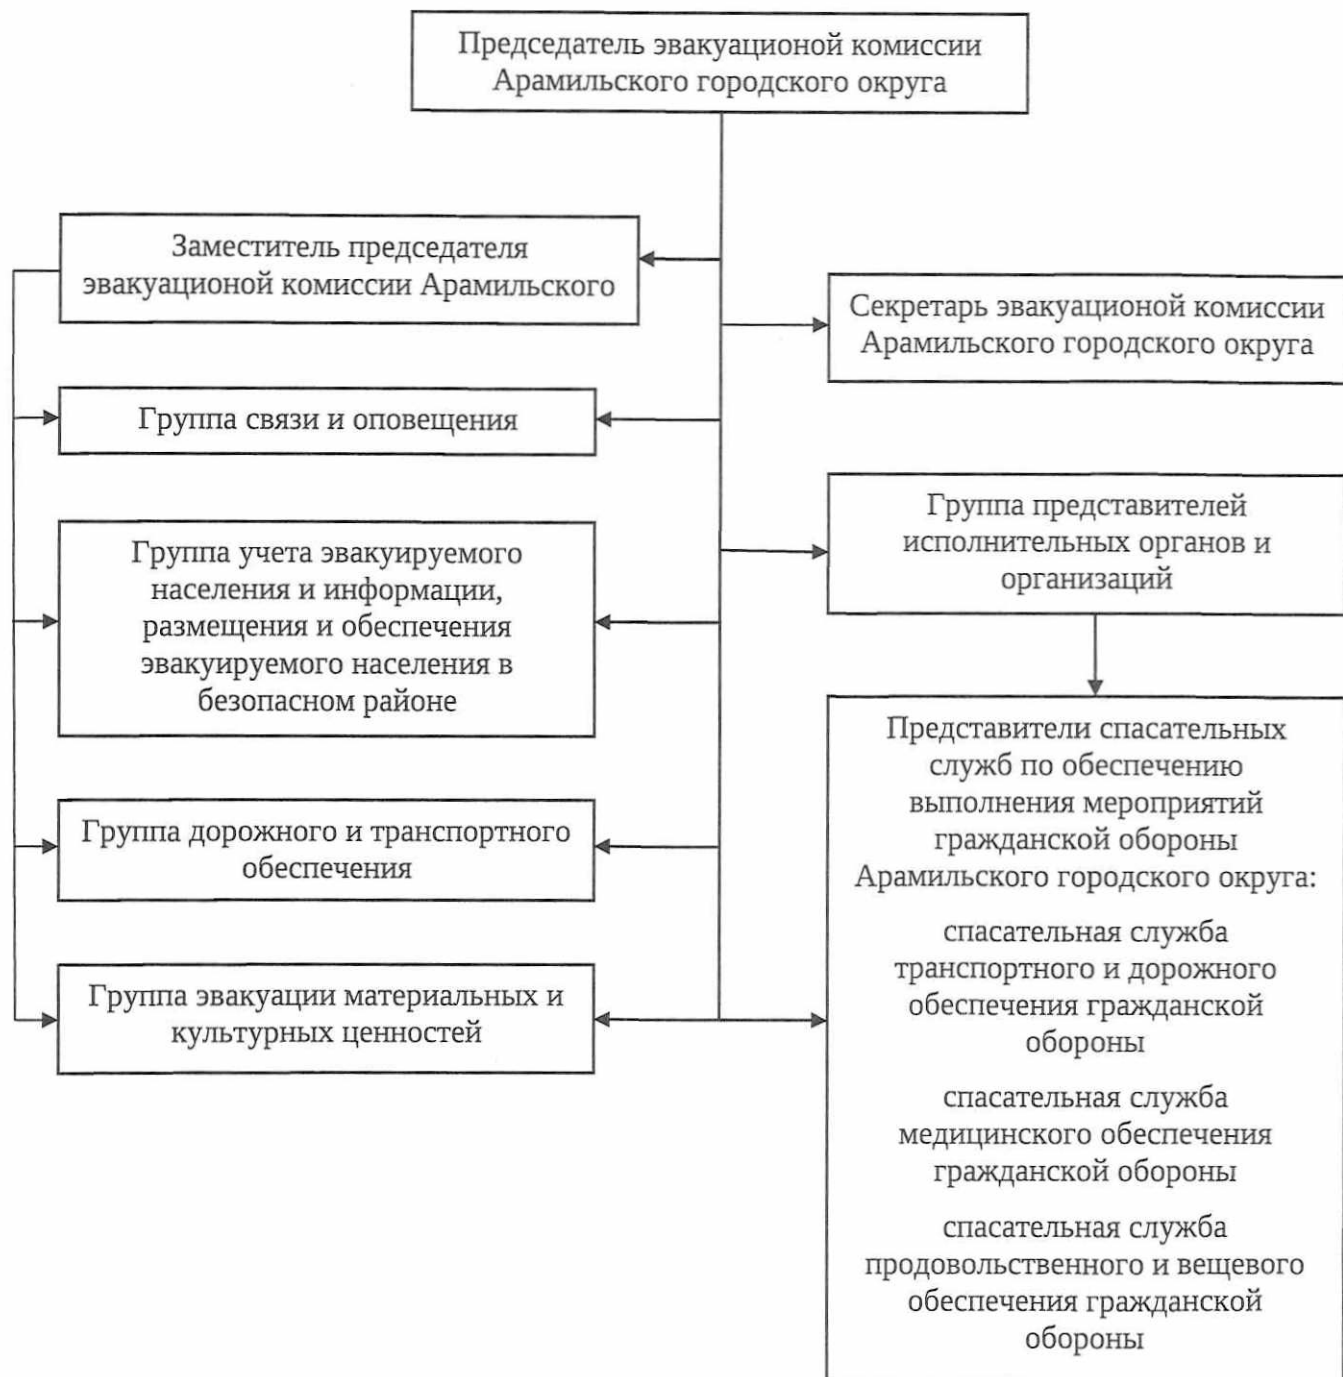 Председатель эвакуационой комиссии
Арамильского городского округа
Заместитель председателя
эвакуационой комиссии Арамильского
Секретарь эвакуационой комиссии
Арамильского городского округа
Группа связи и оповещения
Группа представителей
исполнительных органов и
организаций
Группа учета эвакуируемого
населения и информации,
размещения и обеспечения
эвакуируемого населения в
безопасном районе
Представители спасательных
служб по обеспечению
выполнения мероприятий
гражданской обороны
Арамильского городского округа:
спасательная служба
транспортного и дорожного
обеспечения гражданской
обороны
спасательная служба
медицинского обеспечения
гражданской обороны
спасательная служба
продовольственного и вещевого
обеспечения гражданской
обороны
Группа дорожного и транспортного
обеспечения
Группа эвакуации материальных и
культурных ценностей